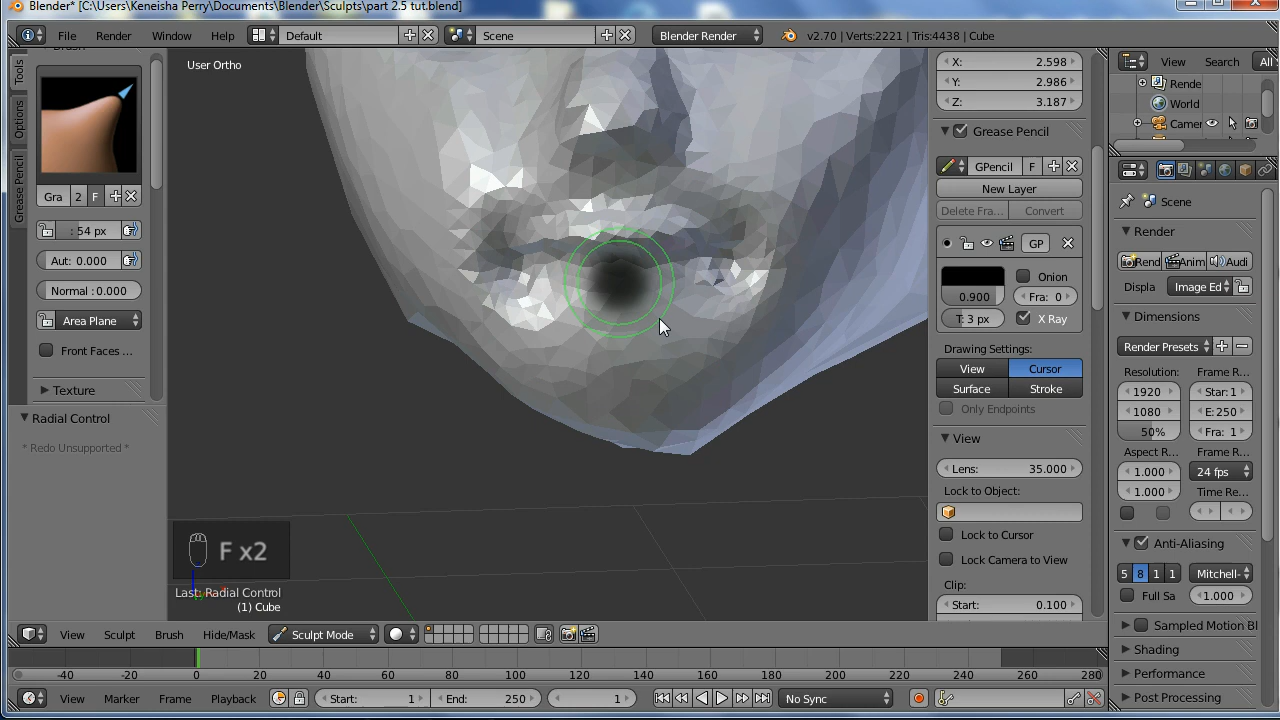 Blender* [C:\Users\Keneisha Perry\Documents\Blender\Sculpts\part 2.5 tut.blend]
File Render Window Help Default Scene Blender Render v2.70 | Verts:2221 | Tris:4438 | Cube
Tools
Options
Grease Pencil
Brush
Gra 2 F
: 54 px
Aut: 0.000
Normal : 0.000
Area Plane
Front Faces ...
Texture
Radial Control
* Redo Unsupported *
User Ortho
F x2
Last: Radial Control
(1) Cube
X: 2.598
Y: 2.986
Z: 3.187
Grease Pencil
GPencil F
New Layer
Delete Fra... Convert
GP
Onion
0.900 Fra: 0
T: 3 px X Ray
Drawing Settings:
View Cursor
Surface Stroke
Only Endpoints
View
Lens: 35.000
Lock to Object:
Lock to Cursor
Lock Camera to View
Clip:
Start: 0.100
View Search All
Rende
World
Camer
Scene
Render
Rend Anim Audi
Displa Image Ed
Dimensions
Render Presets
Resolution: Frame R...
1920 Star: 1
1080 E: 250
50% Fra: 1
Aspect R... Frame R...
1.000 24 fps
1.000 Time Re...
Anti-Aliasing
5 8 1 1 Mitchell-
Full Sa 1.000
Sampled Motion Bl
Shading
Performance
Post Processing
View Sculpt Brush Hide/Mask Sculpt Mode
-40 -20 0 20 40 60 80 100 120 140 160 180 200 220 240 260 280
View Marker Frame Playback Start: 1 End: 250 1 No Sync